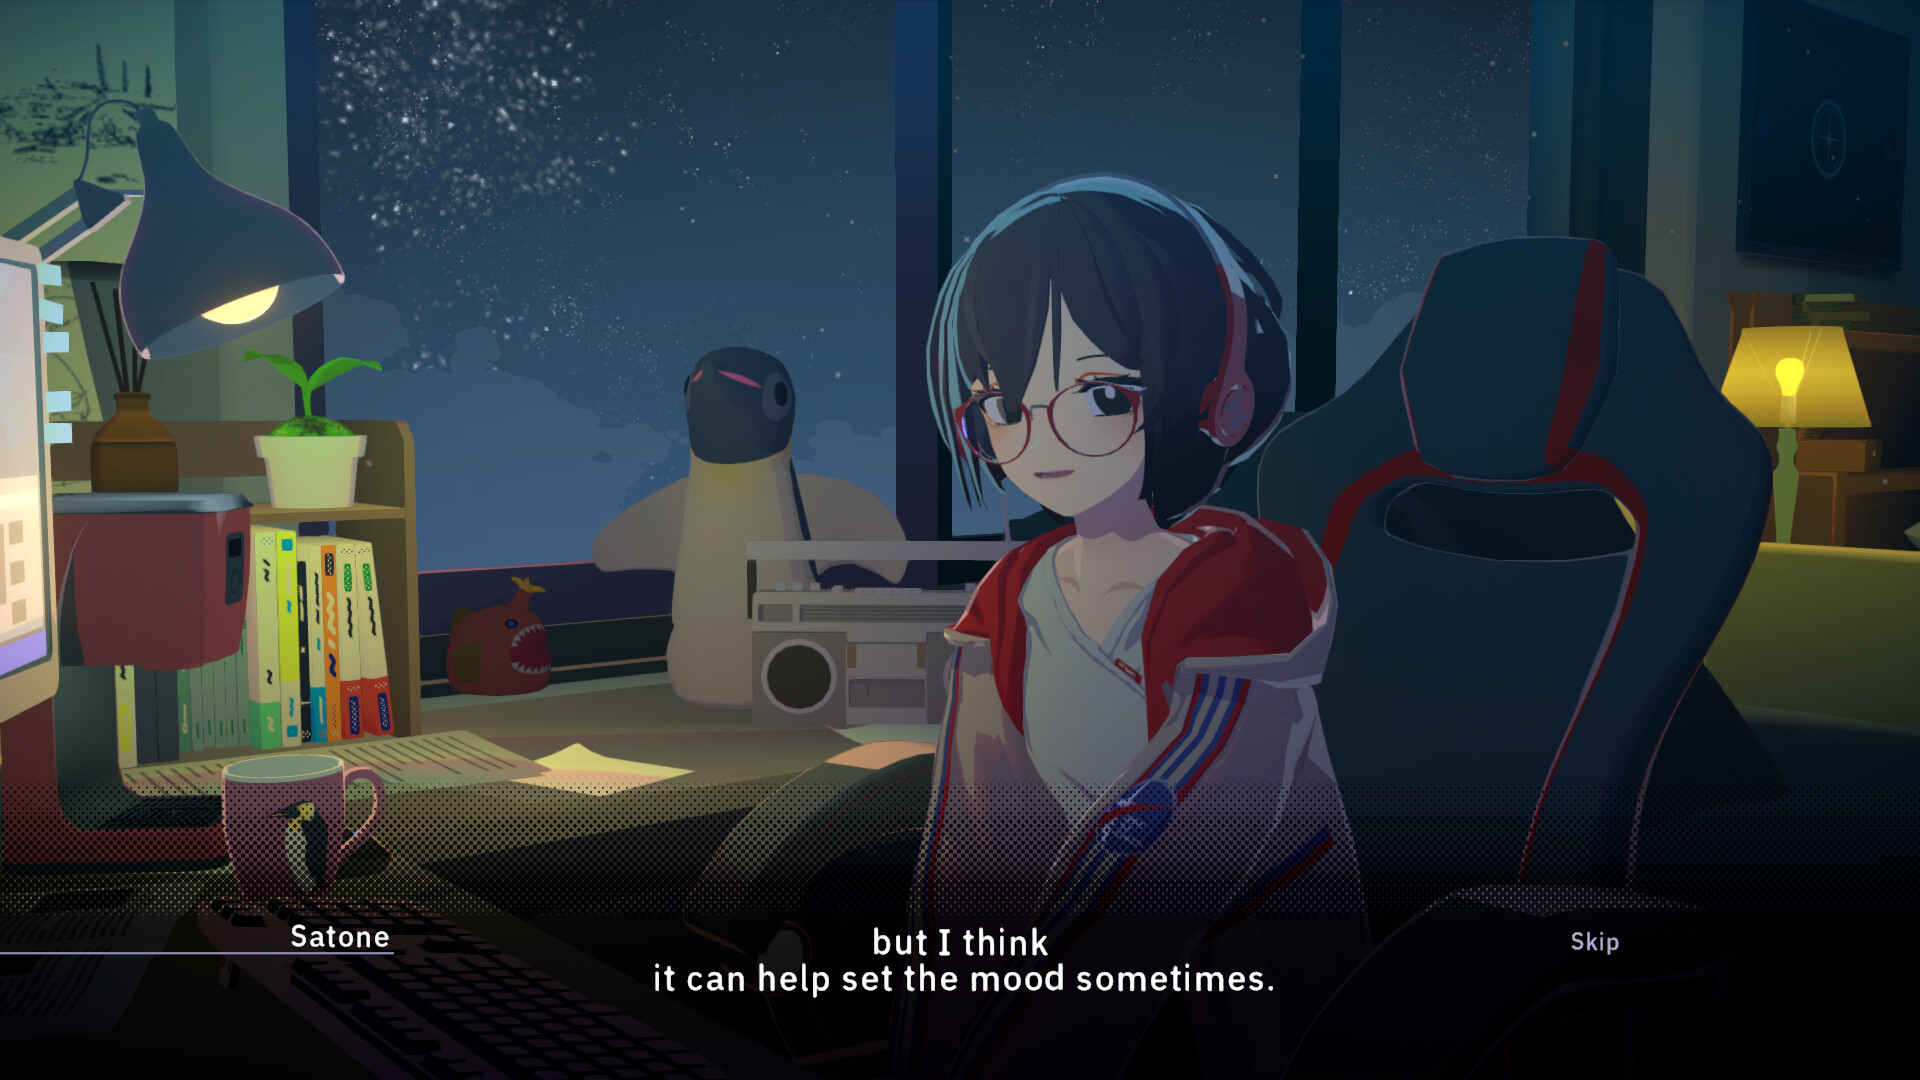 Satone
but I think
it can help set the mood sometimes.
Skip